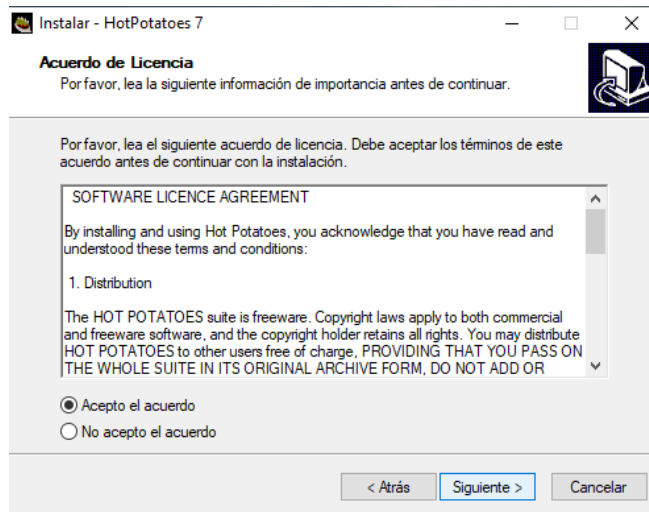 Instalar - HotPotatoes 7
Acuerdo de Licencia
Por favor, lea la siguiente información de importancia antes de continuar.
Por favor, lea el siguiente acuerdo de licencia. Debe aceptar los términos de este
acuerdo antes de continuar con la instalación.
SOFTWARE LICENCE AGREEMENT
By installing and using Hot Potatoes, you acknowledge that you have read and
understood these terms and conditions:
1. Distribution
The HOT POTATOES suite is freeware. Copyright laws apply to both commercial
and freeware software, and the copyright holder retains all rights. You may distribute
HOT POTATOES to other users free of charge, PROVIDING THAT YOU PASS ON
THE WHOLE SUITE IN ITS ORIGINAL ARCHIVE FORM, DO NOT ADD OR
Acepto el acuerdo
No acepto el acuerdo
< Atrás
Siguiente >
Cancelar